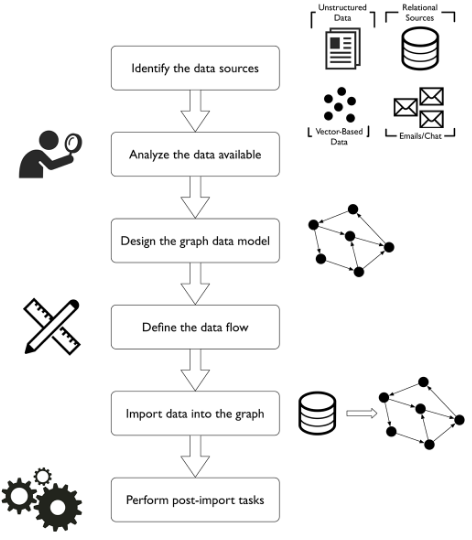 Unstructured
Data
Relational
Sources
Identify the data sources
Vector-Based
Data
Emails/Chat
Analyze the data available
Design the graph data model
Define the data flow
Import data into the graph
Perform post-import tasks